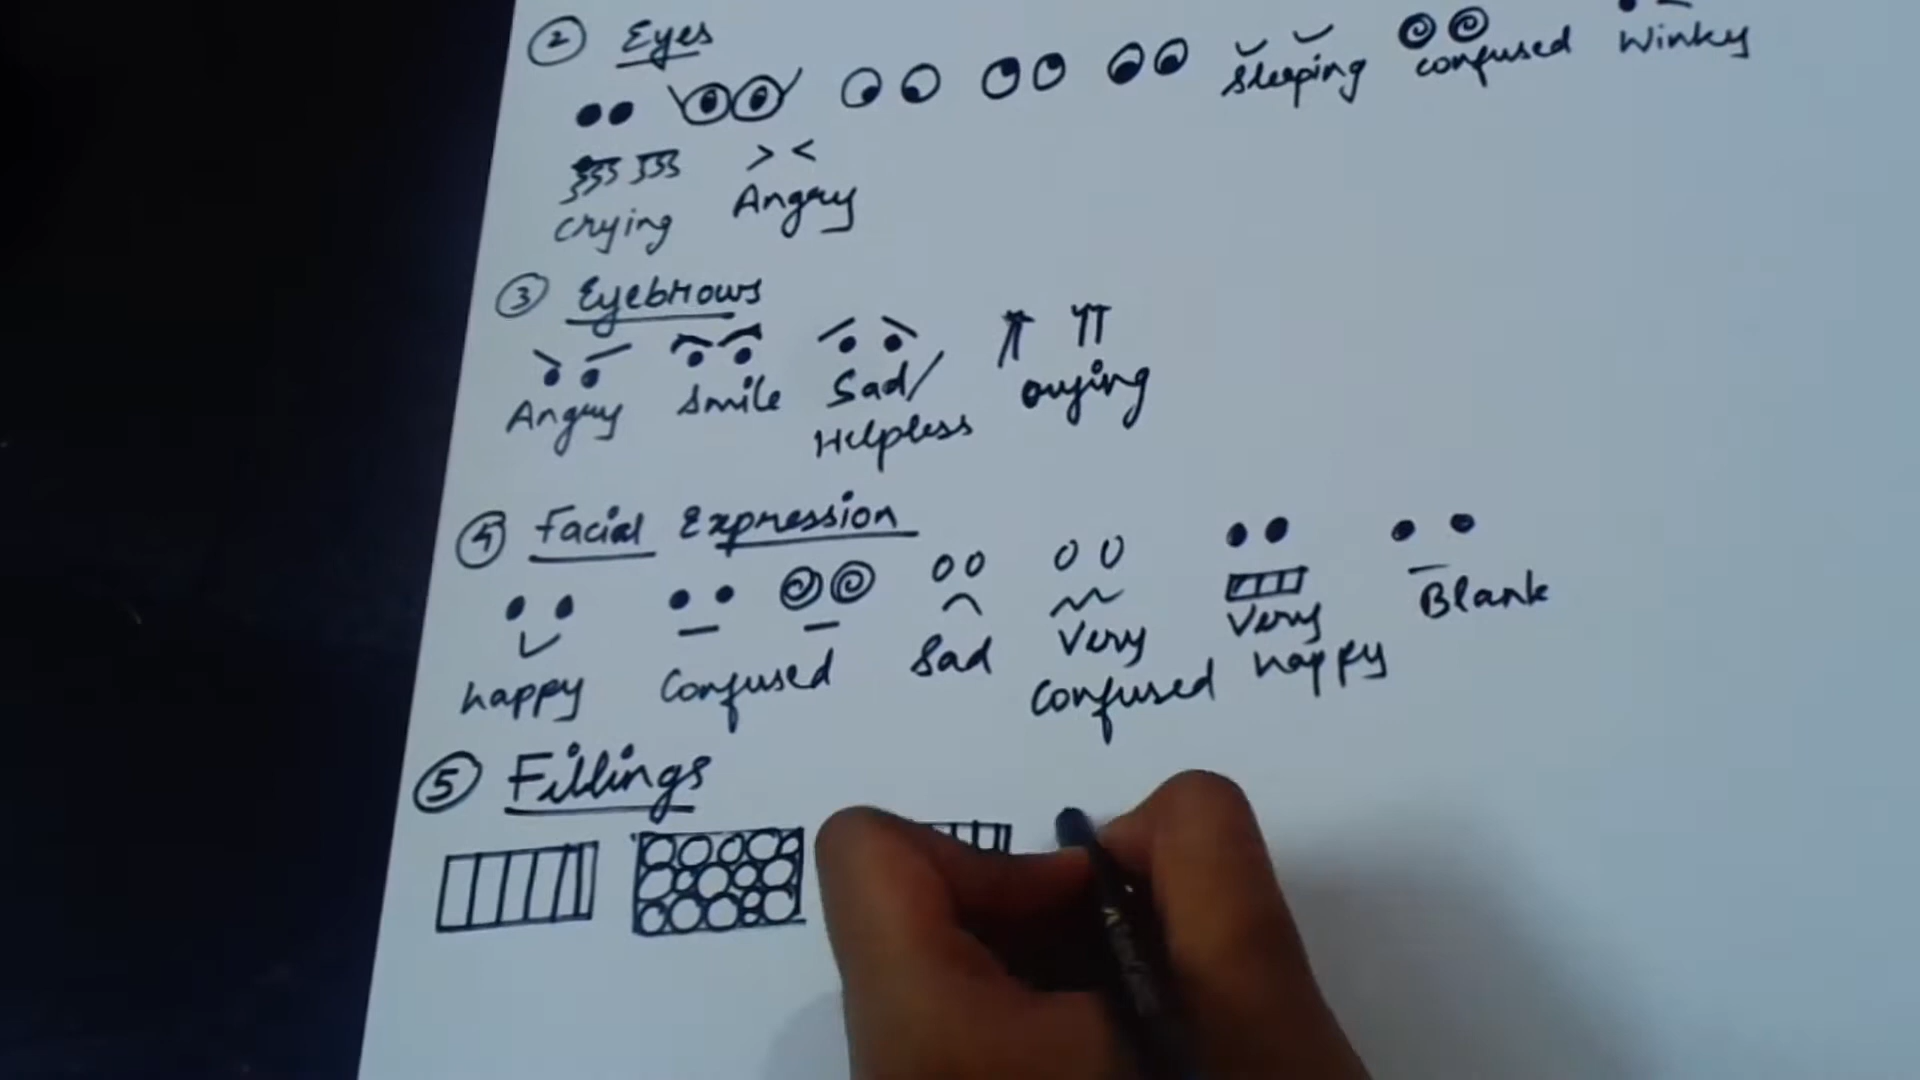 2 Eyes
sleeping confused Winky
crying Angry
3 Eyebrows
Angry Smile Sad/ crying
Helpless
4 Facial Expression
happy Confused Sad Very Very Blank
Confused happy
5 Fillings